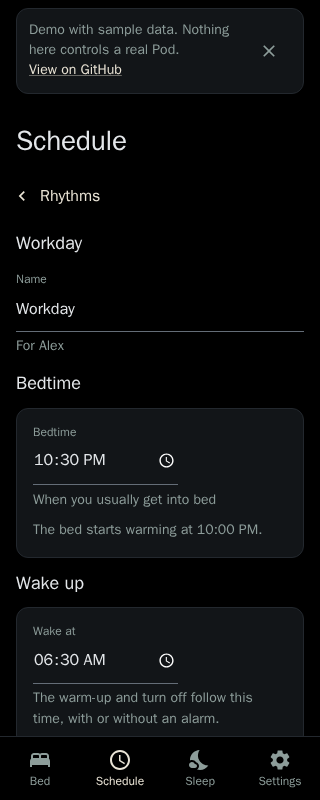 Demo with sample data. Nothing
here controls a real Pod.
View on GitHub
Schedule
Rhythms
Workday
Name
Workday
For Alex
Bedtime
Bedtime
10:30 PM
When you usually get into bed
The bed starts warming at 10:00 PM.
Wake up
Wake at
06:30 AM
The warm-up and turn off follow this
time, with or without an alarm.
Bed
Schedule
Sleep
Settings